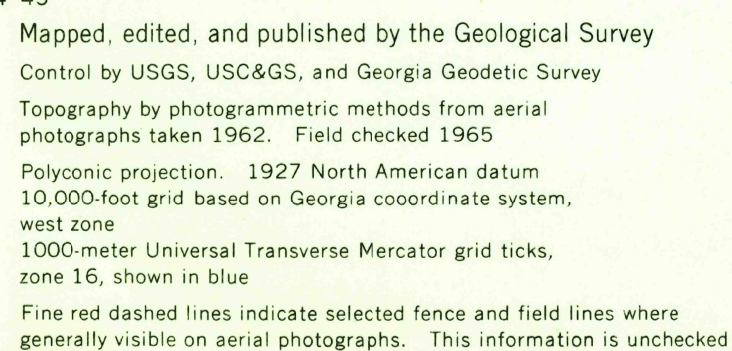 Mapped, edited, and published by the Geological Survey
Control by USGS, USC&GS, and Georgia Geodetic Survey
Topography by photogrammetric methods from aerial
photographs taken 1962. Field checked 1965
Polyconic projection. 1927 North American datum
10,000-foot grid based on Georgia cooordinate system,
west zone
1000-meter Universal Transverse Mercator grid ticks,
zone 16, shown in blue
Fine red dashed lines indicate selected fence and field lines where
generally visible on aerial photographs. This information is unchecked